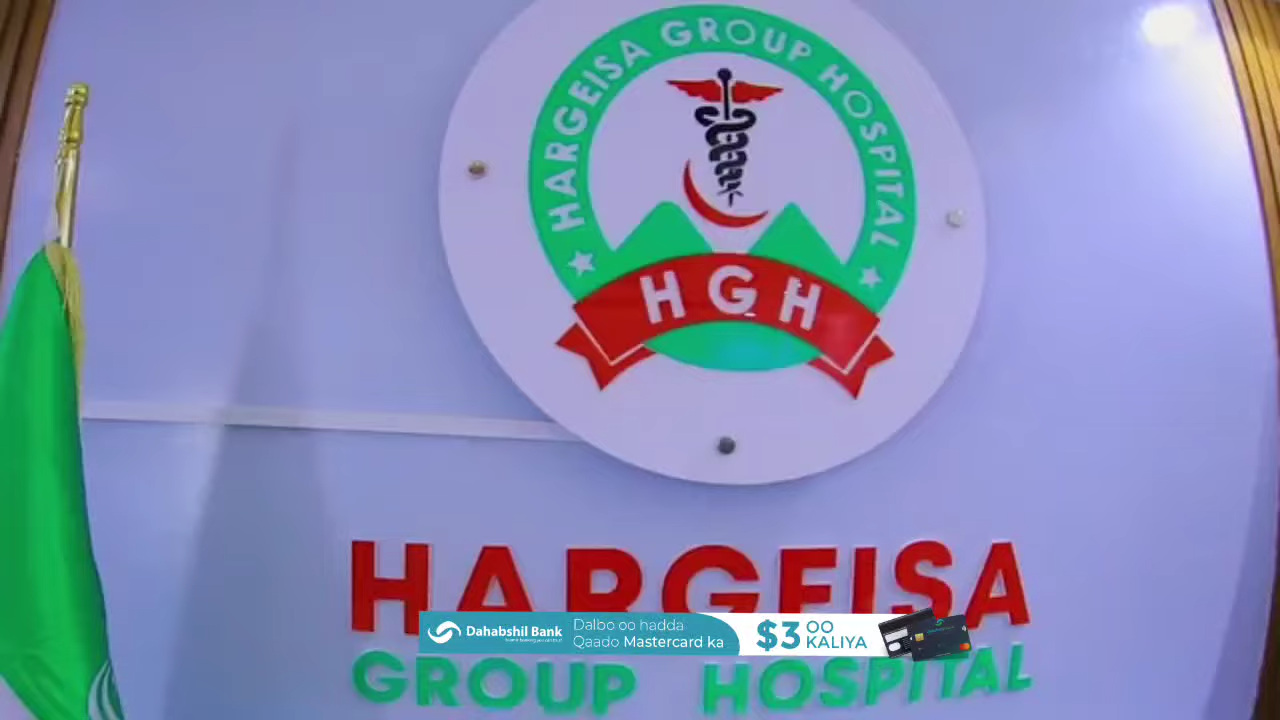 HARGEISA GROUP HOSPITAL
HGH
HARGEISA
GROUP HOSPITAL
Dahabshil Bank
Dalbo oo hadda
Qaado Mastercard ka
$3 OO
KALIYA